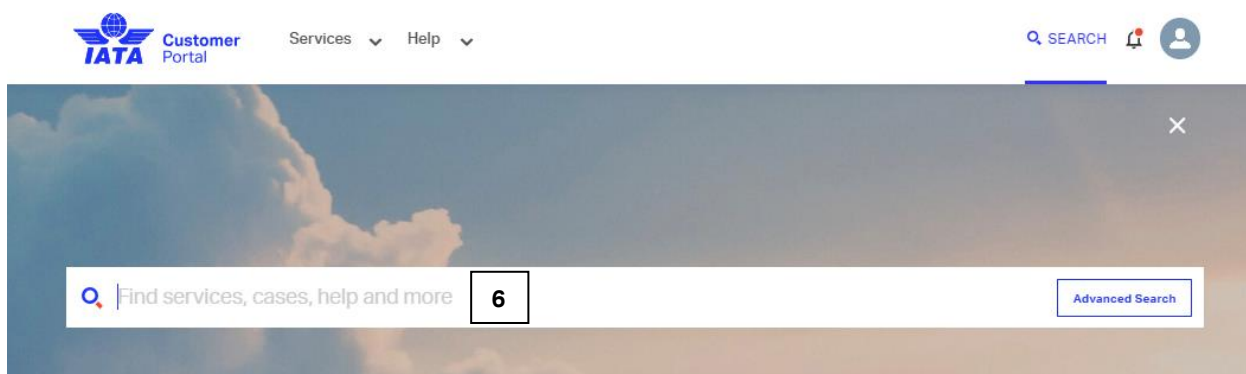 IATA
Customer
Portal
Services
Help
SEARCH
Find services, cases, help and more
6
Advanced Search